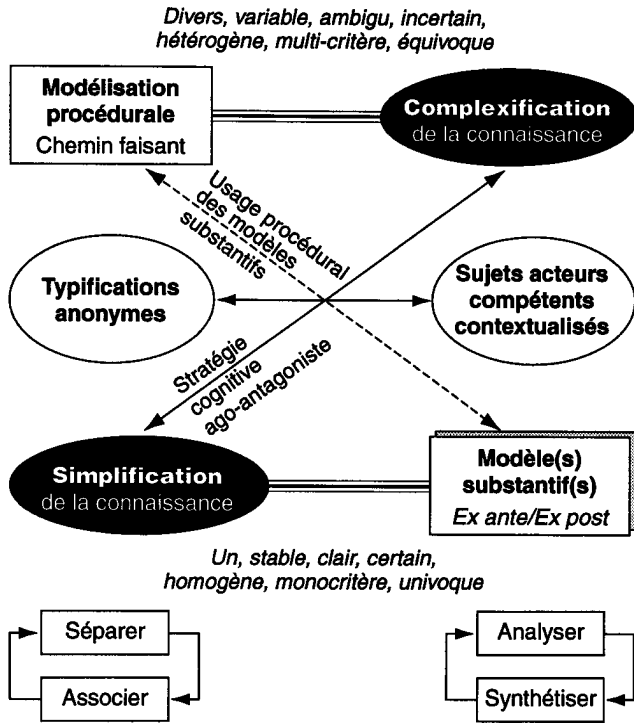 Divers, variable, ambigu, incertain,
hétérogène, multi-critère, équivoque
Modélisation
procédurale
Chemin faisant
Complexification
de la connaissance
Usage procédural
des modèles
substantifs
Typifications
anonymes
Sujets acteurs
compétents
contextualisés
Stratégie
cognitive
ago-antagoniste
Simplification
de la connaissance
Modèle(s)
substantif(s)
Ex ante/Ex post
Un, stable, clair, certain,
homogène, monocritère, univoque
Séparer
Associer
Analyser
Synthétiser